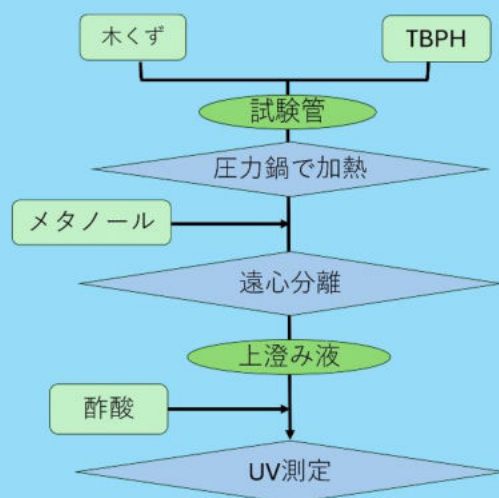 木くず
TBPH
試験管
圧力鍋で加熱
メタノール
遠心分離
上澄み液
酢酸
UV測定